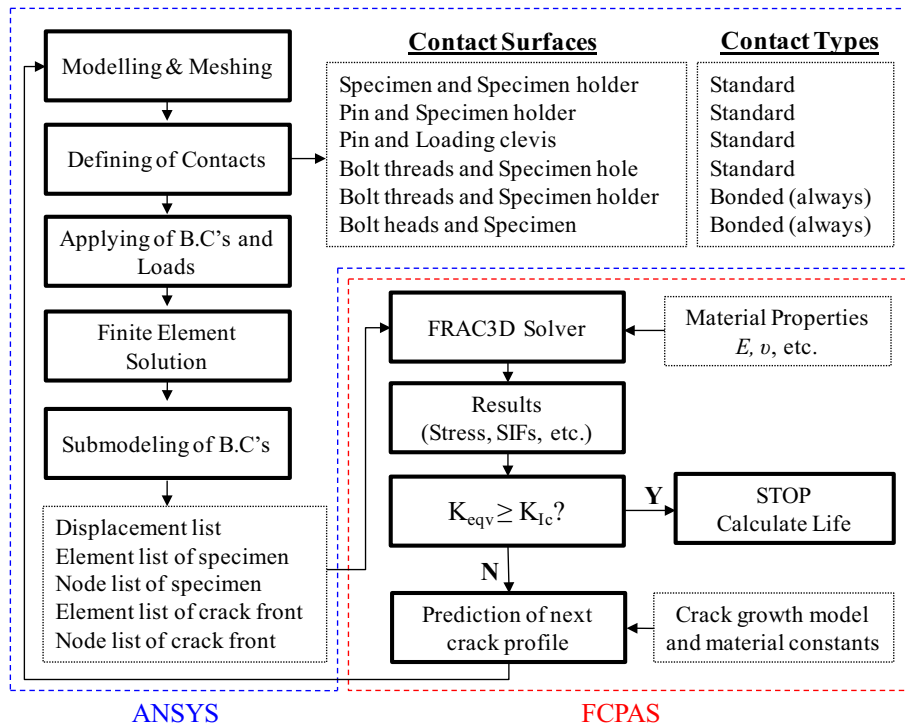 Modelling & Meshing
Defining of Contacts
Applying of B.C's and
Loads
Finite Element
Solution
Submodeling of B.C's
Displacement list
Element list of specimen
Node list of specimen
Element list of crack front
Node list of crack front
Contact Surfaces
Specimen and Specimen holder
Pin and Specimen holder
Pin and Loading clevis
Bolt threads and Specimen hole
Bolt threads and Specimen holder
Bolt heads and Specimen
Contact Types
Standard
Standard
Standard
Standard
Bonded (always)
Bonded (always)
FRAC3D Solver
Material Properties
E, υ, etc.
Results
(Stress, SIFs, etc.)
Keqv ≥ KIc?
Y
STOP
Calculate Life
N
Prediction of next
crack profile
Crack growth model
and material constants
ANSYS
FCPAS